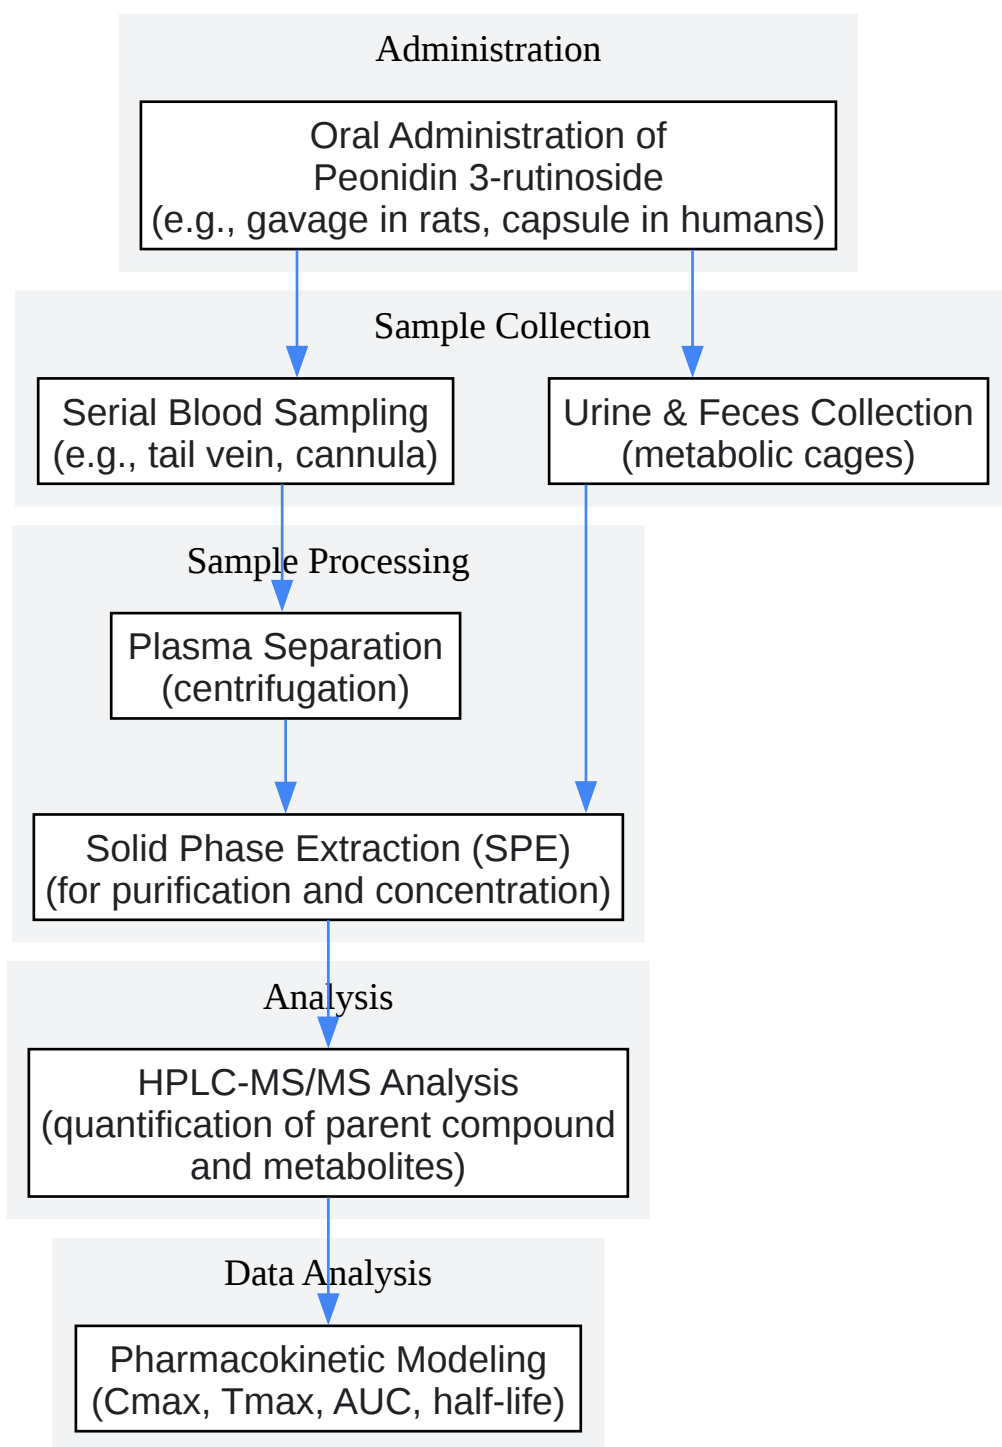 Administration
Oral Administration of
Peonidin 3-rutinoside
(e.g., gavage in rats, capsule in humans)
Sample Collection
Serial Blood Sampling
(e.g., tail vein, cannula)
Urine & Feces Collection
(metabolic cages)
Sample Processing
Plasma Separation
(centrifugation)
Solid Phase Extraction (SPE)
(for purification and concentration)
Analysis
HPLC-MS/MS Analysis
(quantification of parent compound
and metabolites)
Data Analysis
Pharmacokinetic Modeling
(Cmax, Tmax, AUC, half-life)